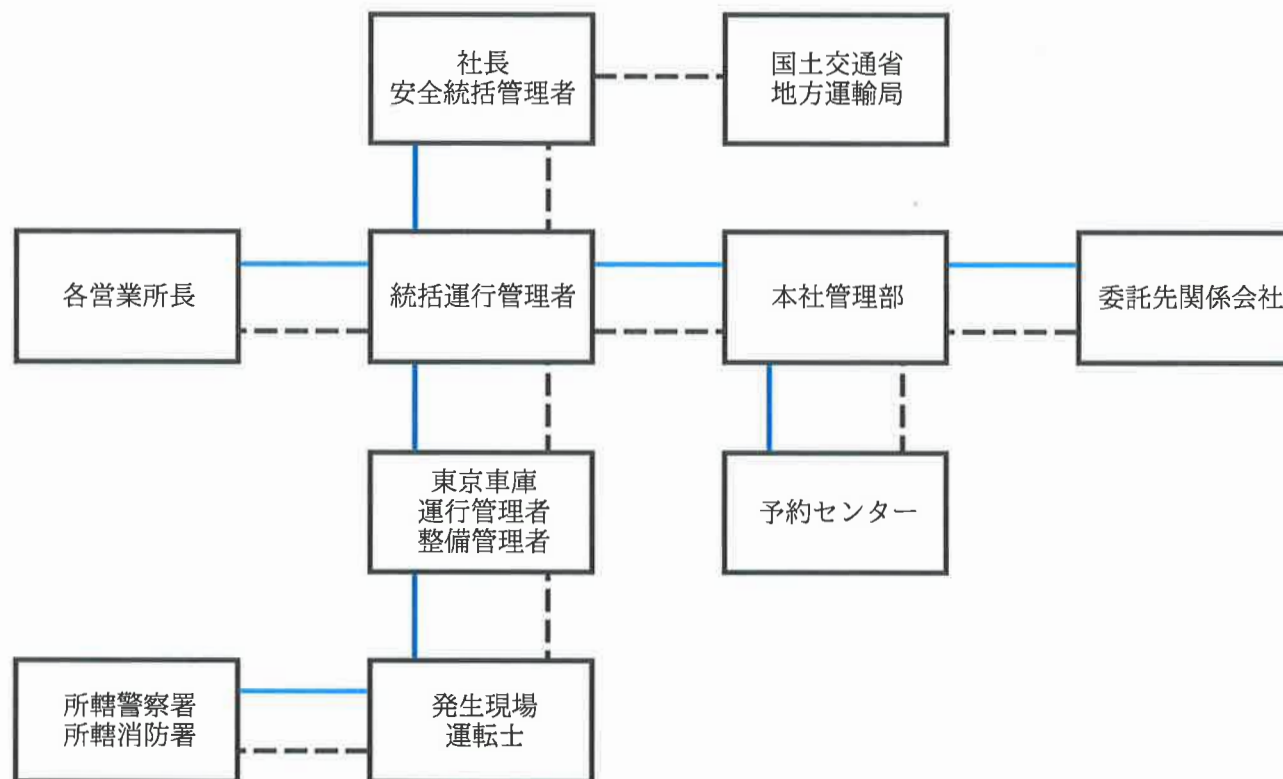 社長
安全統括管理者
国土交通省
地方運輸局
各営業所長
統括運行管理者
本社管理部
委託先関係会社
東京車庫
運行管理者
整備管理者
予約センター
所轄警察署
所轄消防署
発生現場
運転士